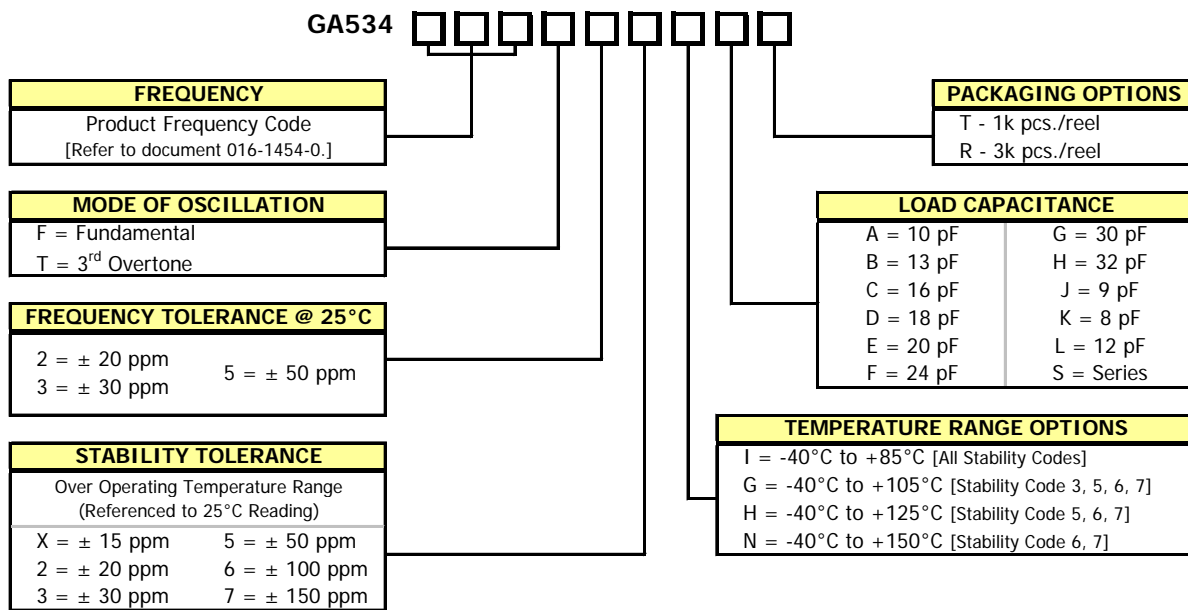 GA534
FREQUENCY
Product Frequency Code
[Refer to document 016-1454-0.]
MODE OF OSCILLATION
F = Fundamental
T = 3rd Overtone
FREQUENCY TOLERANCE @ 25°C
2 = ± 20 ppm
3 = ± 30 ppm
5 = ± 50 ppm
STABILITY TOLERANCE
Over Operating Temperature Range
(Referenced to 25°C Reading)
X = ± 15 ppm
2 = ± 20 ppm
3 = ± 30 ppm
5 = ± 50 ppm
6 = ± 100 ppm
7 = ± 150 ppm
PACKAGING OPTIONS
T - 1k pcs./reel
R - 3k pcs./reel
LOAD CAPACITANCE
A = 10 pF
B = 13 pF
C = 16 pF
D = 18 pF
E = 20 pF
F = 24 pF
G = 30 pF
H = 32 pF
J = 9 pF
K = 8 pF
L = 12 pF
S = Series
TEMPERATURE RANGE OPTIONS
I = -40°C to +85°C [All Stability Codes]
G = -40°C to +105°C [Stability Code 3, 5, 6, 7]
H = -40°C to +125°C [Stability Code 5, 6, 7]
N = -40°C to +150°C [Stability Code 6, 7]